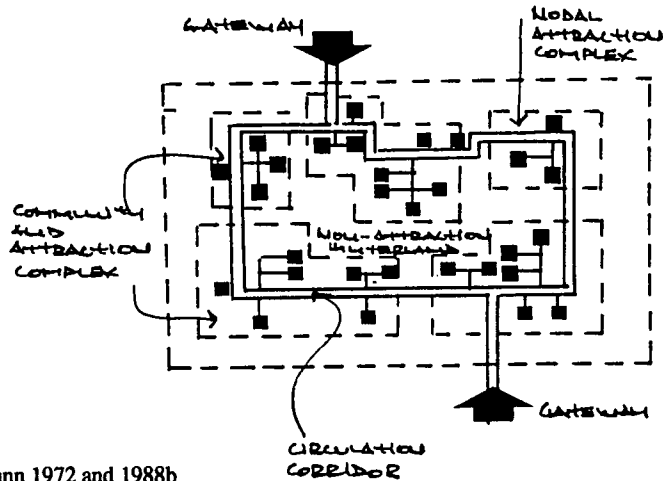 GATEWAY
NODAL
ATTRACTION
COMPLEX
COMMUNITY
AND
ATTRACTION
COMPLEX
NON-ATTRACTION
HINTERLAND
GATEWAY
CIRCULATION
CORRIDOR
ann 1972 and 1988b